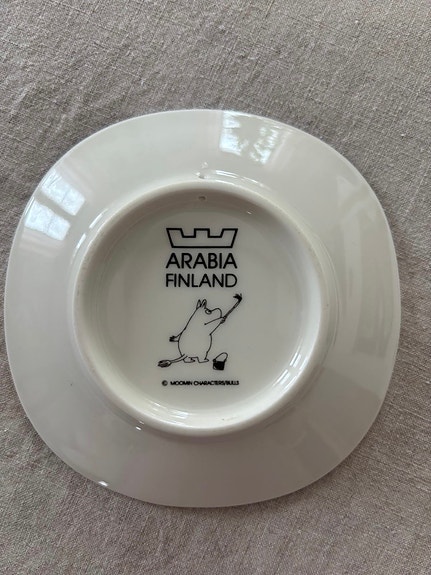 ARABIA
FINLAND
© MOOMIN CHARACTERS/BULLS